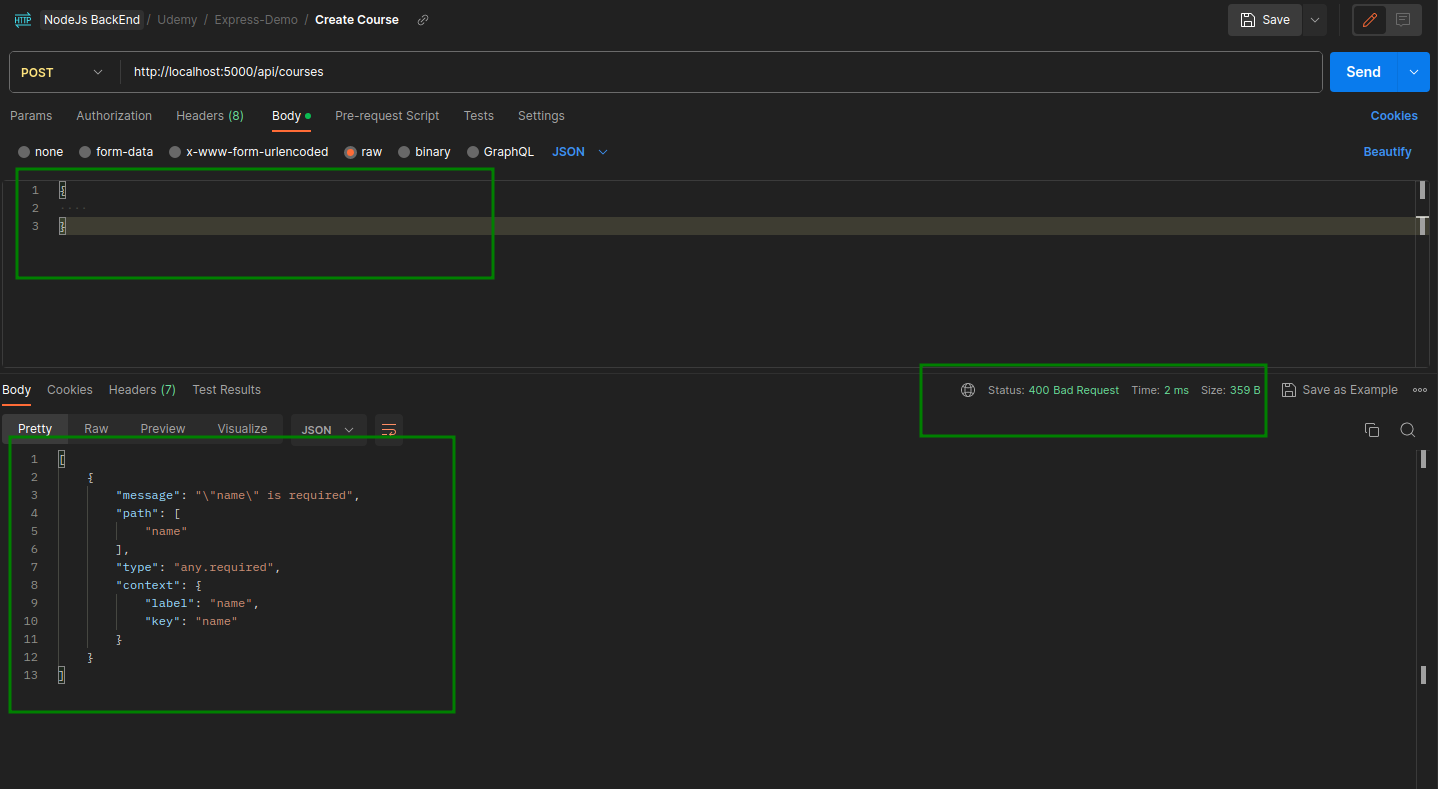 HTTP NodeJs BackEnd / Udemy / Express-Demo / Create Course Save
POST http://localhost:5000/api/courses Send
Params Authorization Headers (8) Body Pre-request Script Tests Settings Cookies
none form-data x-www-form-urlencoded raw binary GraphQL JSON Beautify
1 {
2 ····
3 }
Body Cookies Headers (7) Test Results Status: 400 Bad Request Time: 2 ms Size: 359 B Save as Example
Pretty Raw Preview Visualize JSON
1 [
2 {
3 "message": "\"name\" is required",
4 "path": [
5 "name"
6 ],
7 "type": "any.required",
8 "context": {
9 "label": "name",
10 "key": "name"
11 }
12 }
13 ]